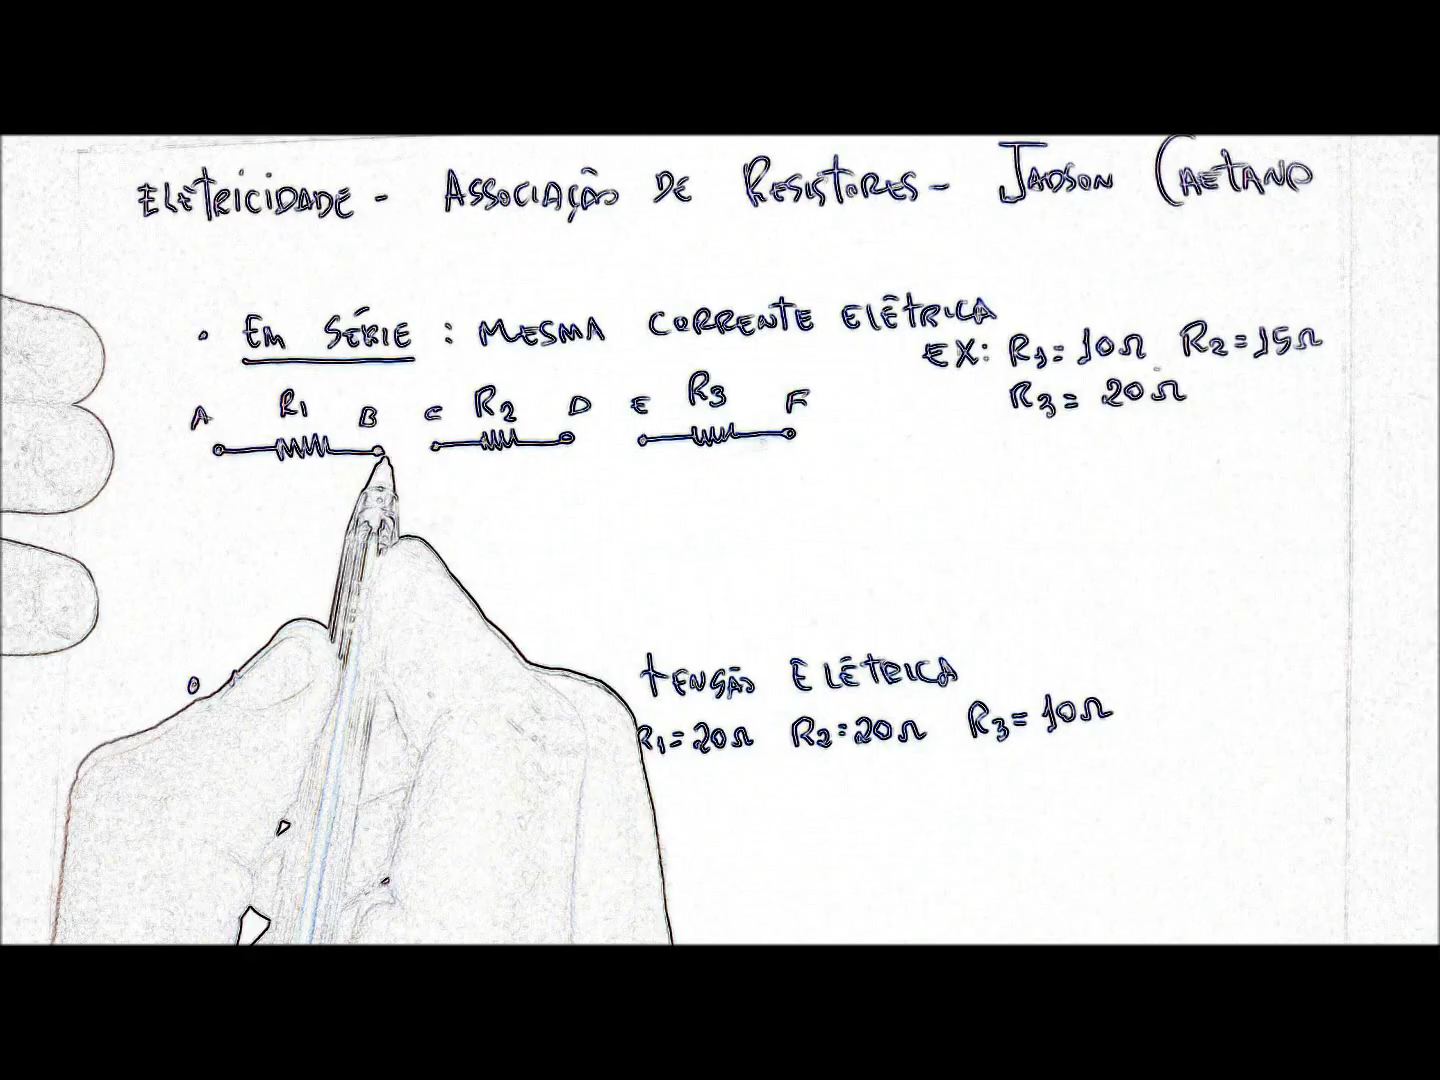 ELETRICIDADE - ASSOCIAÇÃO DE RESISTORES - JADSON CAETANO
• EM SÉRIE : MESMA CORRENTE ELÉTRICA
EX: R1 = 10Ω R2 = 15Ω
R3 = 20Ω
A R1 B C R2 D E R3 F
TENSÃO ELÉTRICA
R1 = 20Ω R2 = 20Ω R3 = 10Ω